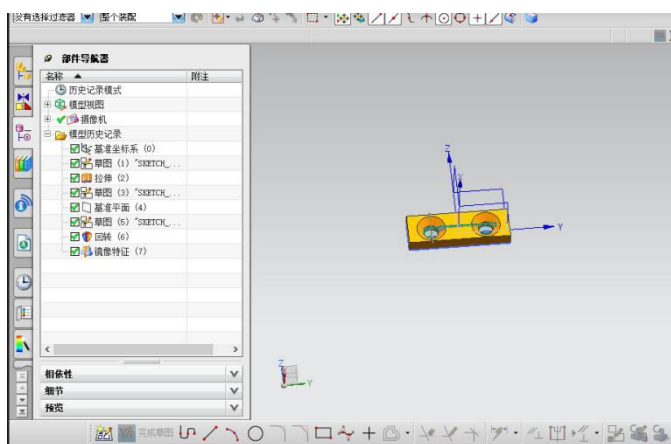 没有选择过滤器 整个装配
部件导航器
名称 附注
历史记录模式
模型视图
摄像机
模型历史记录
基准坐标系 (0)
草图 (1) "SKETCH_...
拉伸 (2)
草图 (3) "SKETCH_...
基准平面 (4)
草图 (5) "SKETCH_...
回转 (6)
镜像特征 (7)
Z
Y
Z
Y
相依性
细节
预览
完成草图